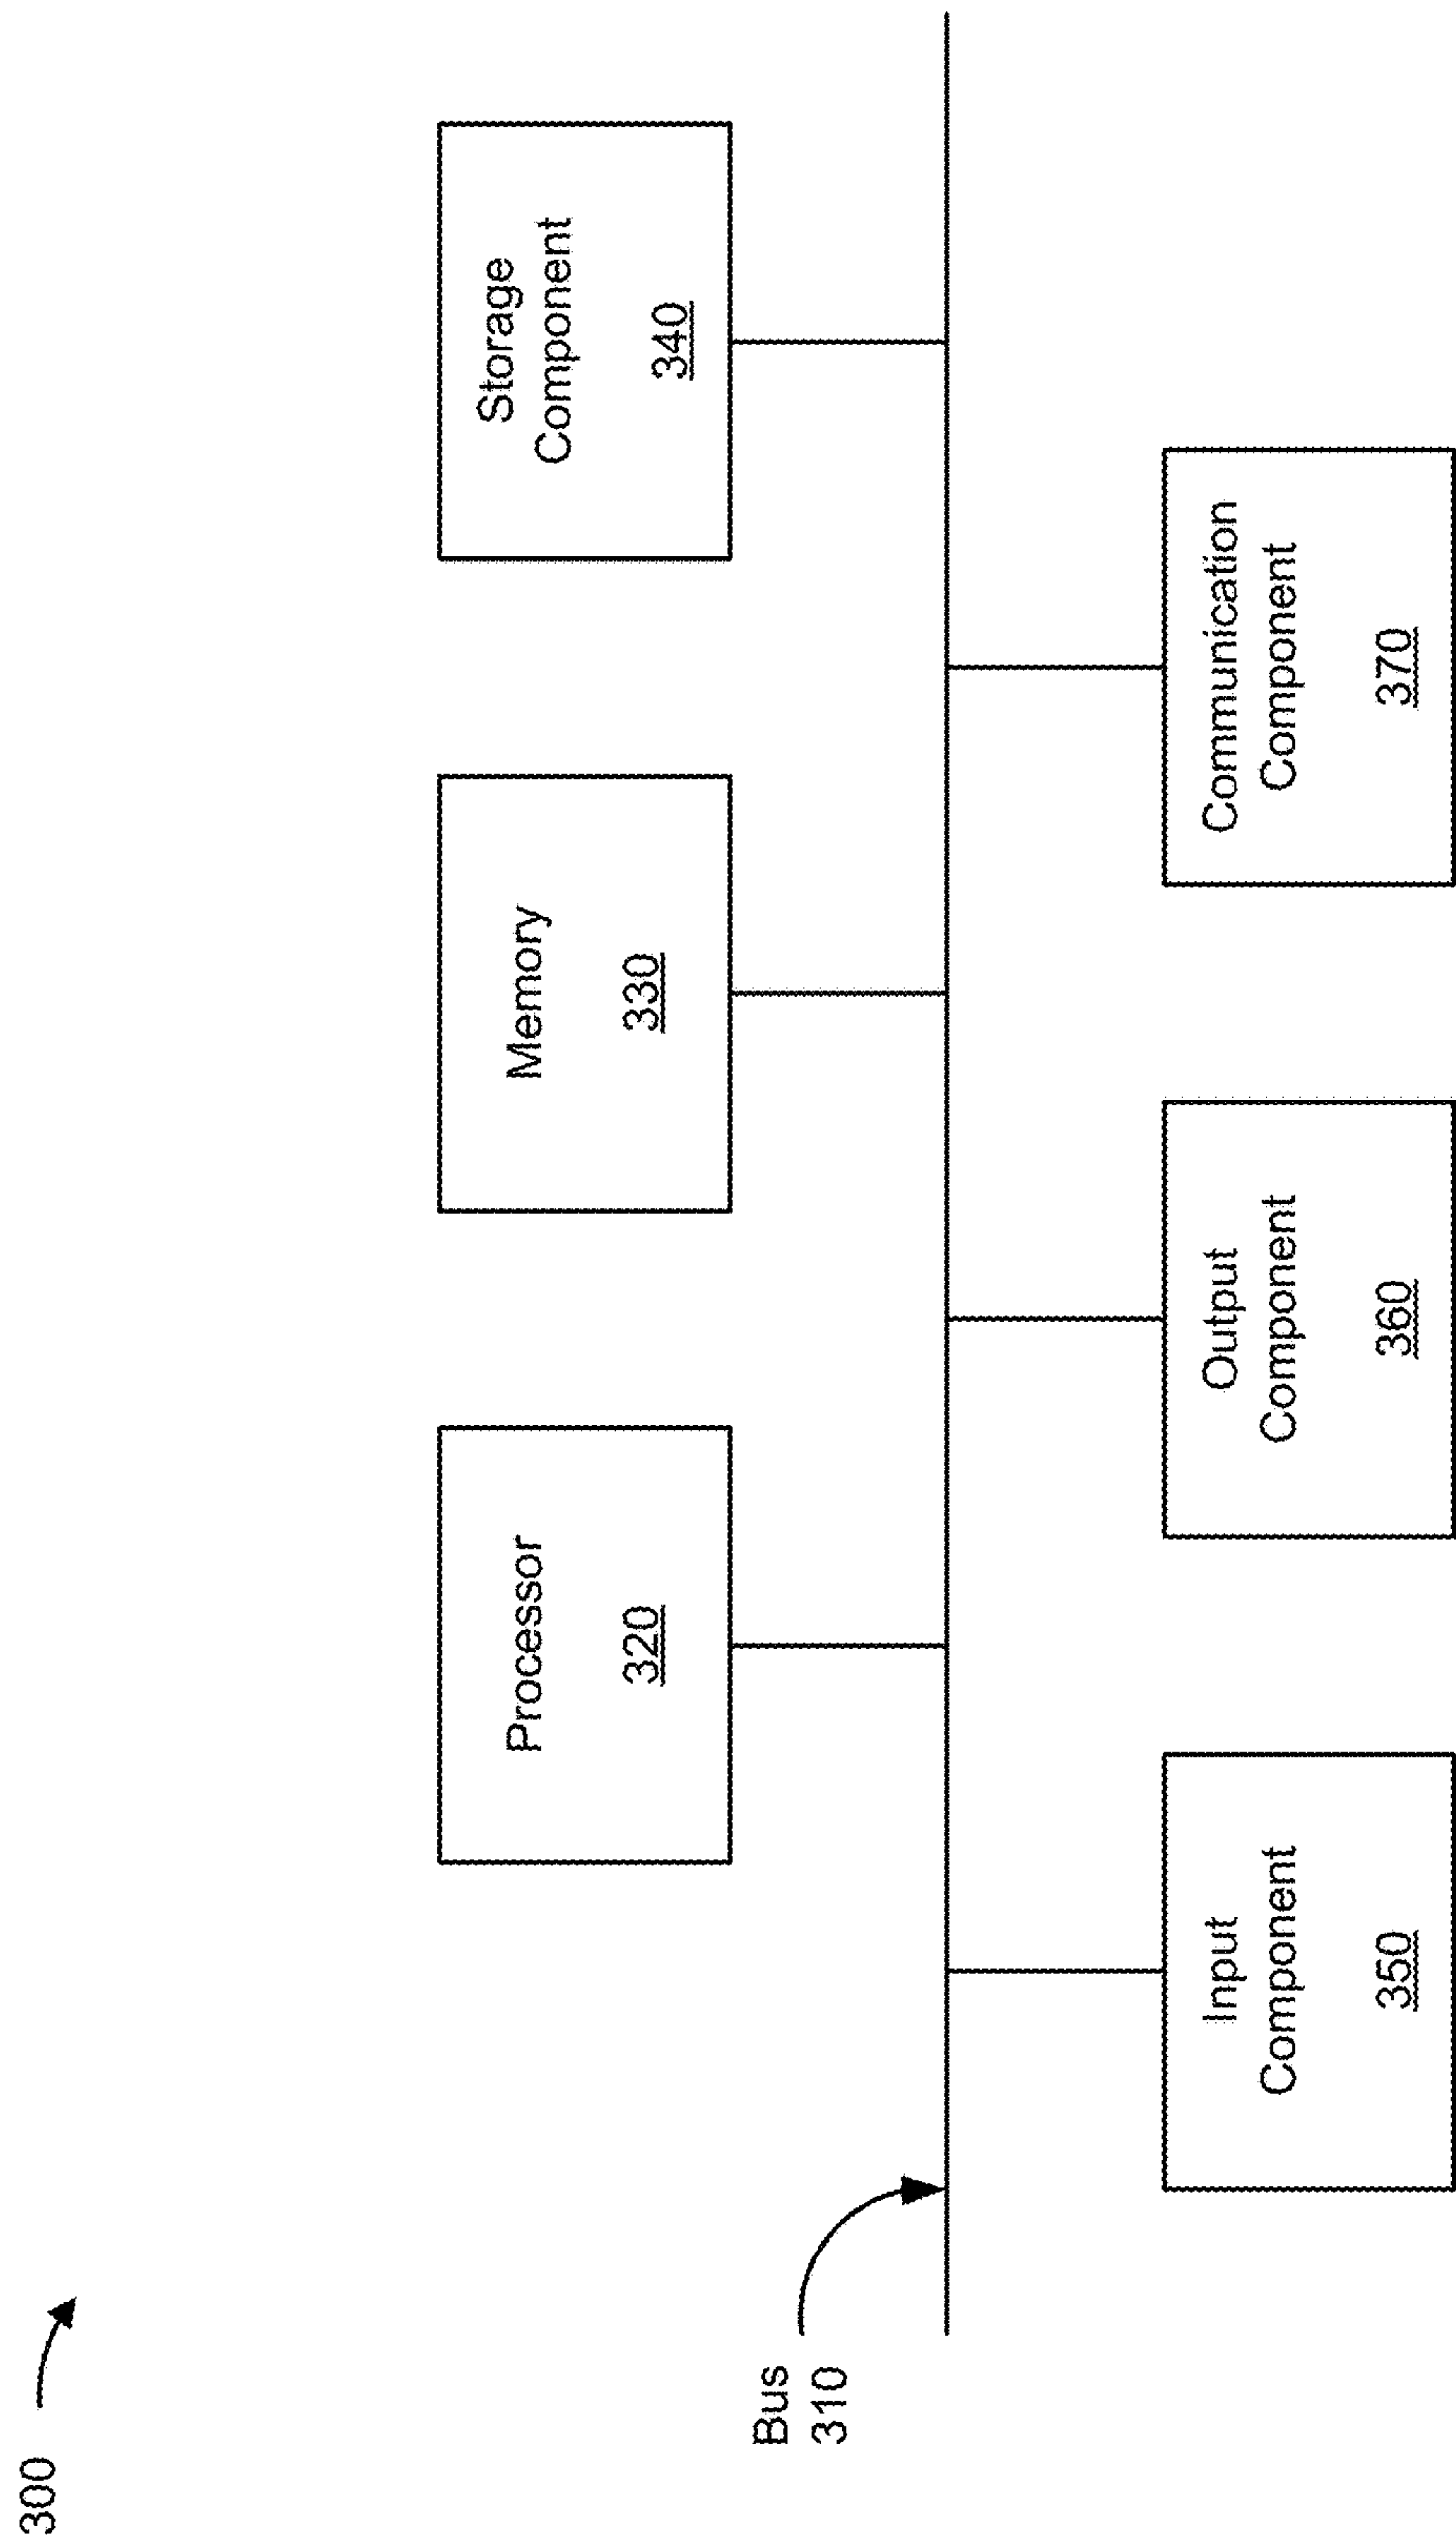 300
Processor
320
Memory
330
Storage
Component
340
Bus
310
Input
Component
350
Output
Component
360
Communication
Component
370